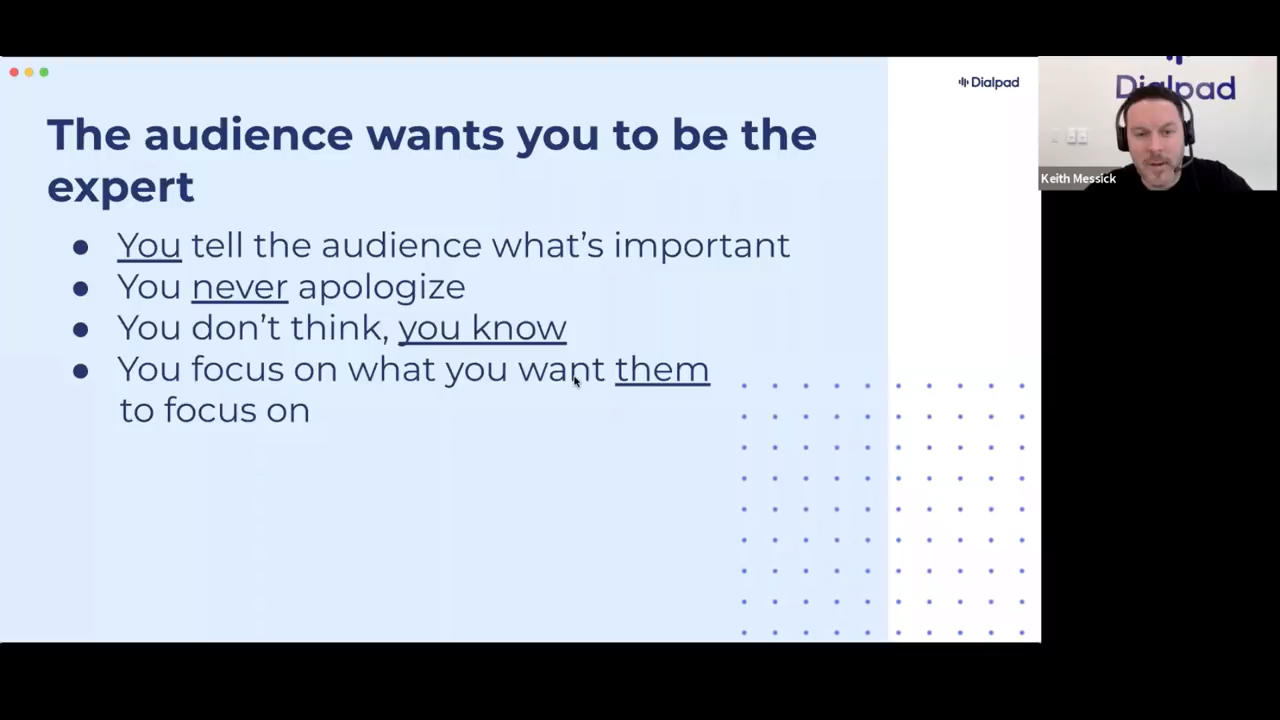 Dialpad
The audience wants you to be the
expert
● You tell the audience what's important
● You never apologize
● You don't think, you know
● You focus on what you want them
to focus on
Dialpad
Keith Messick